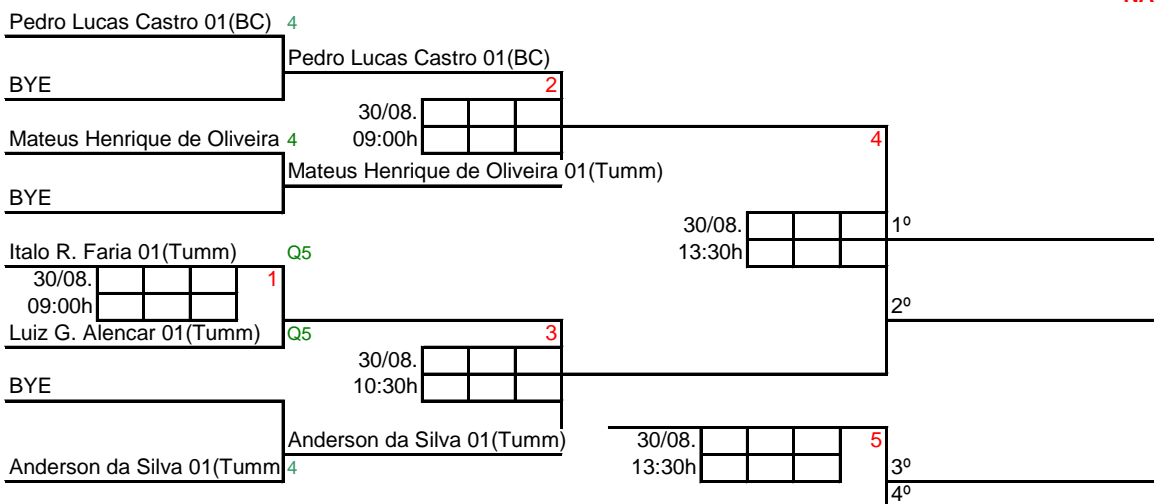 NA
Pedro Lucas Castro 01(BC) 4
Pedro Lucas Castro 01(BC)
BYE
2
30/08.
09:00h
Mateus Henrique de Oliveira 4
4
Mateus Henrique de Oliveira 01(Tumm)
BYE
30/08.
13:30h
1º
Italo R. Faria 01(Tumm) Q5
30/08.
09:00h
1
2º
Luiz G. Alencar 01(Tumm) Q5
3
30/08.
10:30h
BYE
Anderson da Silva 01(Tumm)
30/08.
13:30h
5
Anderson da Silva 01(Tumm 4
3º
4º